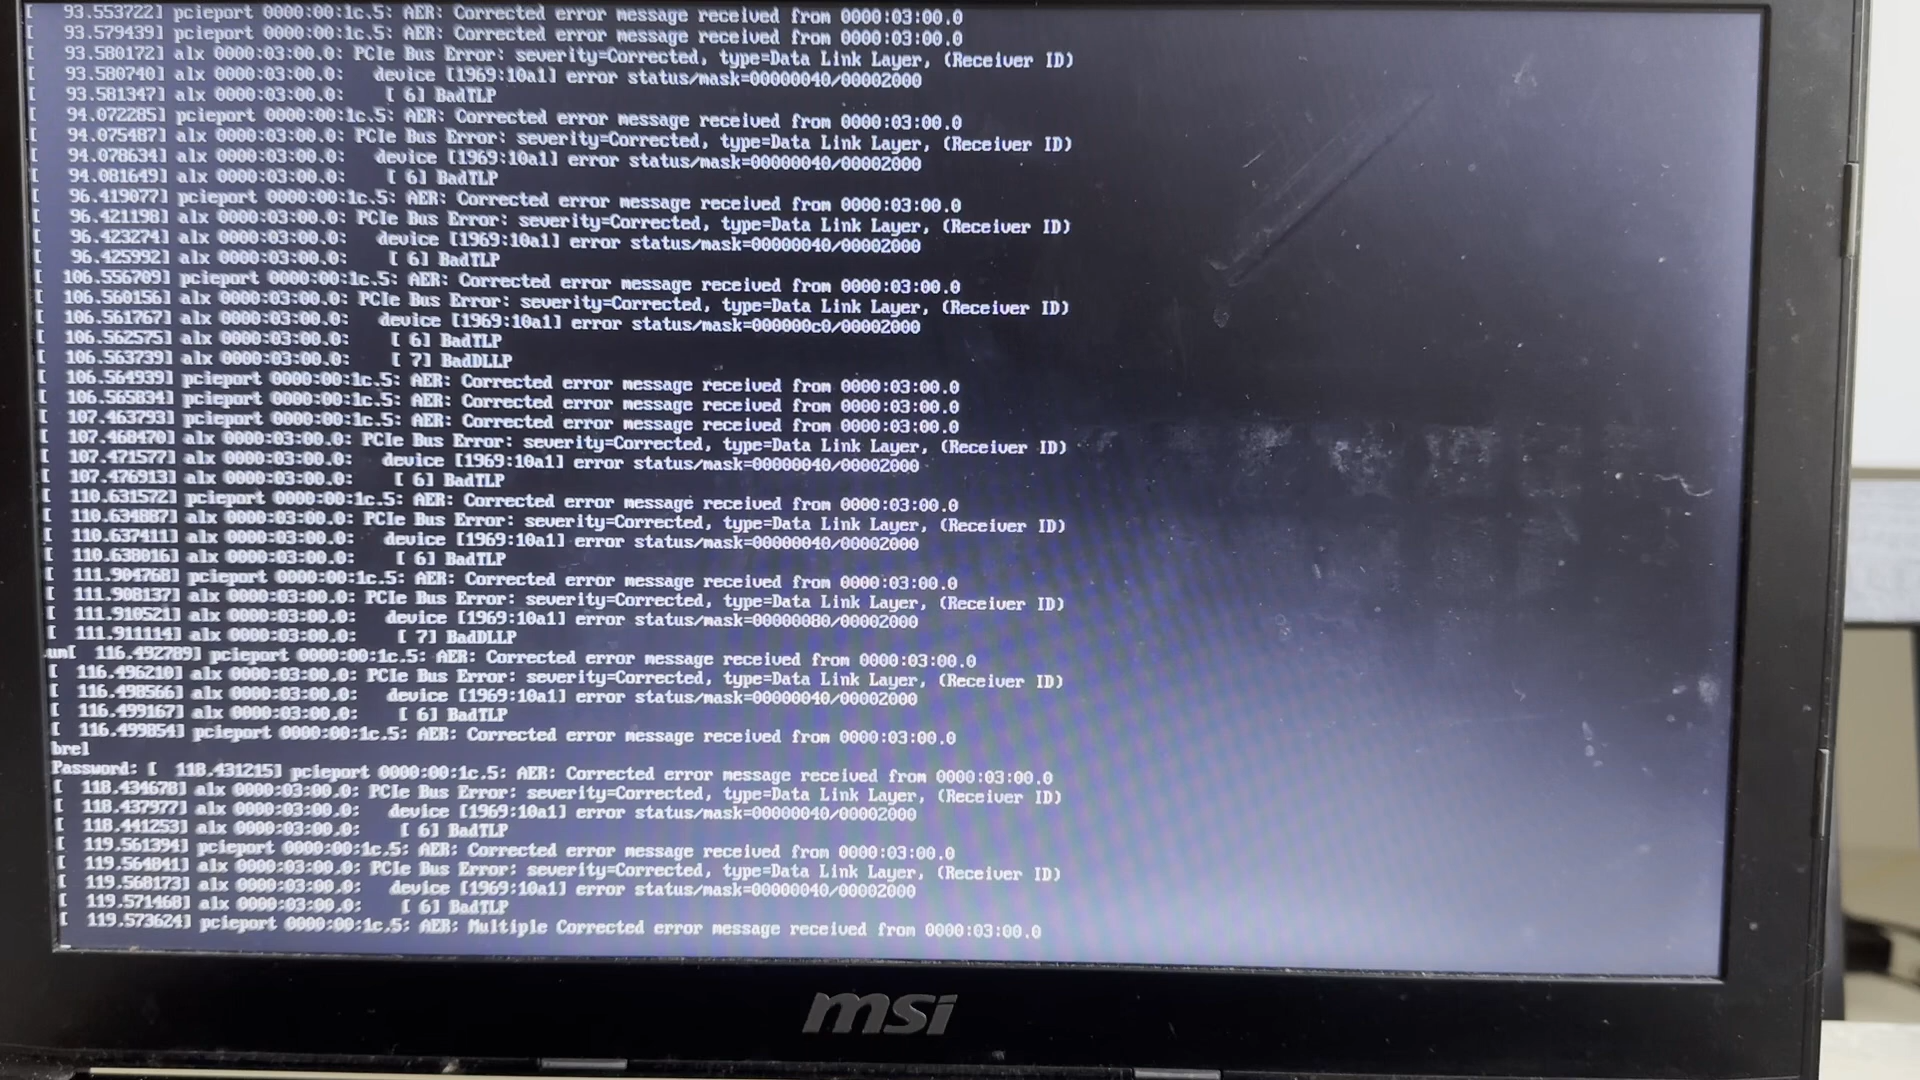 [   93.553722] pcieport 0000:00:1c.5: AER: Corrected error message received from 0000:03:00.0
[   93.579439] pcieport 0000:00:1c.5: AER: Corrected error message received from 0000:03:00.0
[   93.580172] alx 0000:03:00.0: PCIe Bus Error: severity=Corrected, type=Data Link Layer, (Receiver ID)
[   93.580740] alx 0000:03:00.0:   device [1969:10a1] error status/mask=00000040/00002000
[   93.581347] alx 0000:03:00.0:    [ 6] BadTLP
[   94.072285] pcieport 0000:00:1c.5: AER: Corrected error message received from 0000:03:00.0
[   94.075487] alx 0000:03:00.0: PCIe Bus Error: severity=Corrected, type=Data Link Layer, (Receiver ID)
[   94.078634] alx 0000:03:00.0:   device [1969:10a1] error status/mask=00000040/00002000
[   94.081649] alx 0000:03:00.0:    [ 6] BadTLP
[   96.419077] pcieport 0000:00:1c.5: AER: Corrected error message received from 0000:03:00.0
[   96.421198] alx 0000:03:00.0: PCIe Bus Error: severity=Corrected, type=Data Link Layer, (Receiver ID)
[   96.423274] alx 0000:03:00.0:   device [1969:10a1] error status/mask=00000040/00002000
[   96.425992] alx 0000:03:00.0:    [ 6] BadTLP
[  106.556709] pcieport 0000:00:1c.5: AER: Corrected error message received from 0000:03:00.0
[  106.560156] alx 0000:03:00.0: PCIe Bus Error: severity=Corrected, type=Data Link Layer, (Receiver ID)
[  106.561767] alx 0000:03:00.0:   device [1969:10a1] error status/mask=000000c0/00002000
[  106.562575] alx 0000:03:00.0:    [ 6] BadTLP
[  106.563739] alx 0000:03:00.0:    [ 7] BadDLLP
[  106.564939] pcieport 0000:00:1c.5: AER: Corrected error message received from 0000:03:00.0
[  106.565834] pcieport 0000:00:1c.5: AER: Corrected error message received from 0000:03:00.0
[  107.463793] pcieport 0000:00:1c.5: AER: Corrected error message received from 0000:03:00.0
[  107.468470] alx 0000:03:00.0: PCIe Bus Error: severity=Corrected, type=Data Link Layer, (Receiver ID)
[  107.471577] alx 0000:03:00.0:   device [1969:10a1] error status/mask=00000040/00002000
[  107.476913] alx 0000:03:00.0:    [ 6] BadTLP
[  110.631572] pcieport 0000:00:1c.5: AER: Corrected error message received from 0000:03:00.0
[  110.634887] alx 0000:03:00.0: PCIe Bus Error: severity=Corrected, type=Data Link Layer, (Receiver ID)
[  110.637411] alx 0000:03:00.0:   device [1969:10a1] error status/mask=00000040/00002000
[  110.638016] alx 0000:03:00.0:    [ 6] BadTLP
[  111.904768] pcieport 0000:00:1c.5: AER: Corrected error message received from 0000:03:00.0
[  111.908137] alx 0000:03:00.0: PCIe Bus Error: severity=Corrected, type=Data Link Layer, (Receiver ID)
[  111.910521] alx 0000:03:00.0:   device [1969:10a1] error status/mask=00000080/00002000
[  111.911114] alx 0000:03:00.0:    [ 7] BadDLLP
um[  116.492789] pcieport 0000:00:1c.5: AER: Corrected error message received from 0000:03:00.0
[  116.496210] alx 0000:03:00.0: PCIe Bus Error: severity=Corrected, type=Data Link Layer, (Receiver ID)
[  116.498566] alx 0000:03:00.0:   device [1969:10a1] error status/mask=00000040/00002000
[  116.499167] alx 0000:03:00.0:    [ 6] BadTLP
[  116.499854] pcieport 0000:00:1c.5: AER: Corrected error message received from 0000:03:00.0
brel
Password: [  118.431215] pcieport 0000:00:1c.5: AER: Corrected error message received from 0000:03:00.0
[  118.434678] alx 0000:03:00.0: PCIe Bus Error: severity=Corrected, type=Data Link Layer, (Receiver ID)
[  118.437977] alx 0000:03:00.0:   device [1969:10a1] error status/mask=00000040/00002000
[  118.441253] alx 0000:03:00.0:    [ 6] BadTLP
[  119.561394] pcieport 0000:00:1c.5: AER: Corrected error message received from 0000:03:00.0
[  119.564841] alx 0000:03:00.0: PCIe Bus Error: severity=Corrected, type=Data Link Layer, (Receiver ID)
[  119.568173] alx 0000:03:00.0:   device [1969:10a1] error status/mask=00000040/00002000
[  119.571468] alx 0000:03:00.0:    [ 6] BadTLP
[  119.573624] pcieport 0000:00:1c.5: AER: Multiple Corrected error message received from 0000:03:00.0
msi